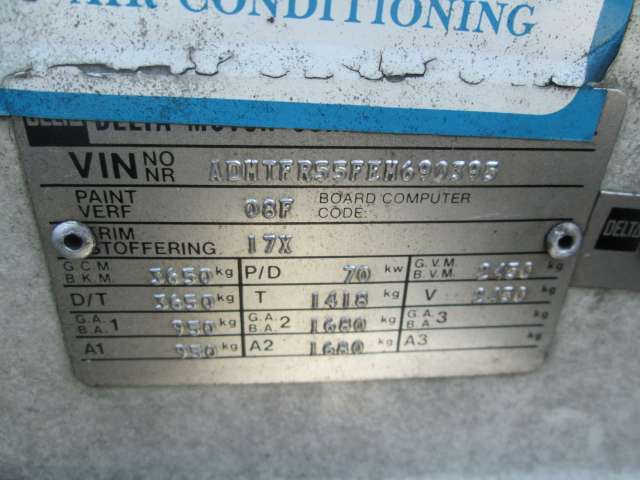 AIR CONDITIONING
DELTA MOTOR
VIN NO NR ADMTFR55FEM690395
PAINT VERF 08F BOARD COMPUTER CODE:
TRIM STOFFERING 17X
G.C.M. B.K.M. 3650 kg P/D 70 kw G.V.M. B.V.M. 2450 kg
D/T 3650 kg T 1418 kg V 2450 kg
G.A. B.A. 1 950 kg G.A. B.A. 2 1680 kg G.A. B.A. 3 kg
A1 950 kg A2 1680 kg A3 kg
DELTA